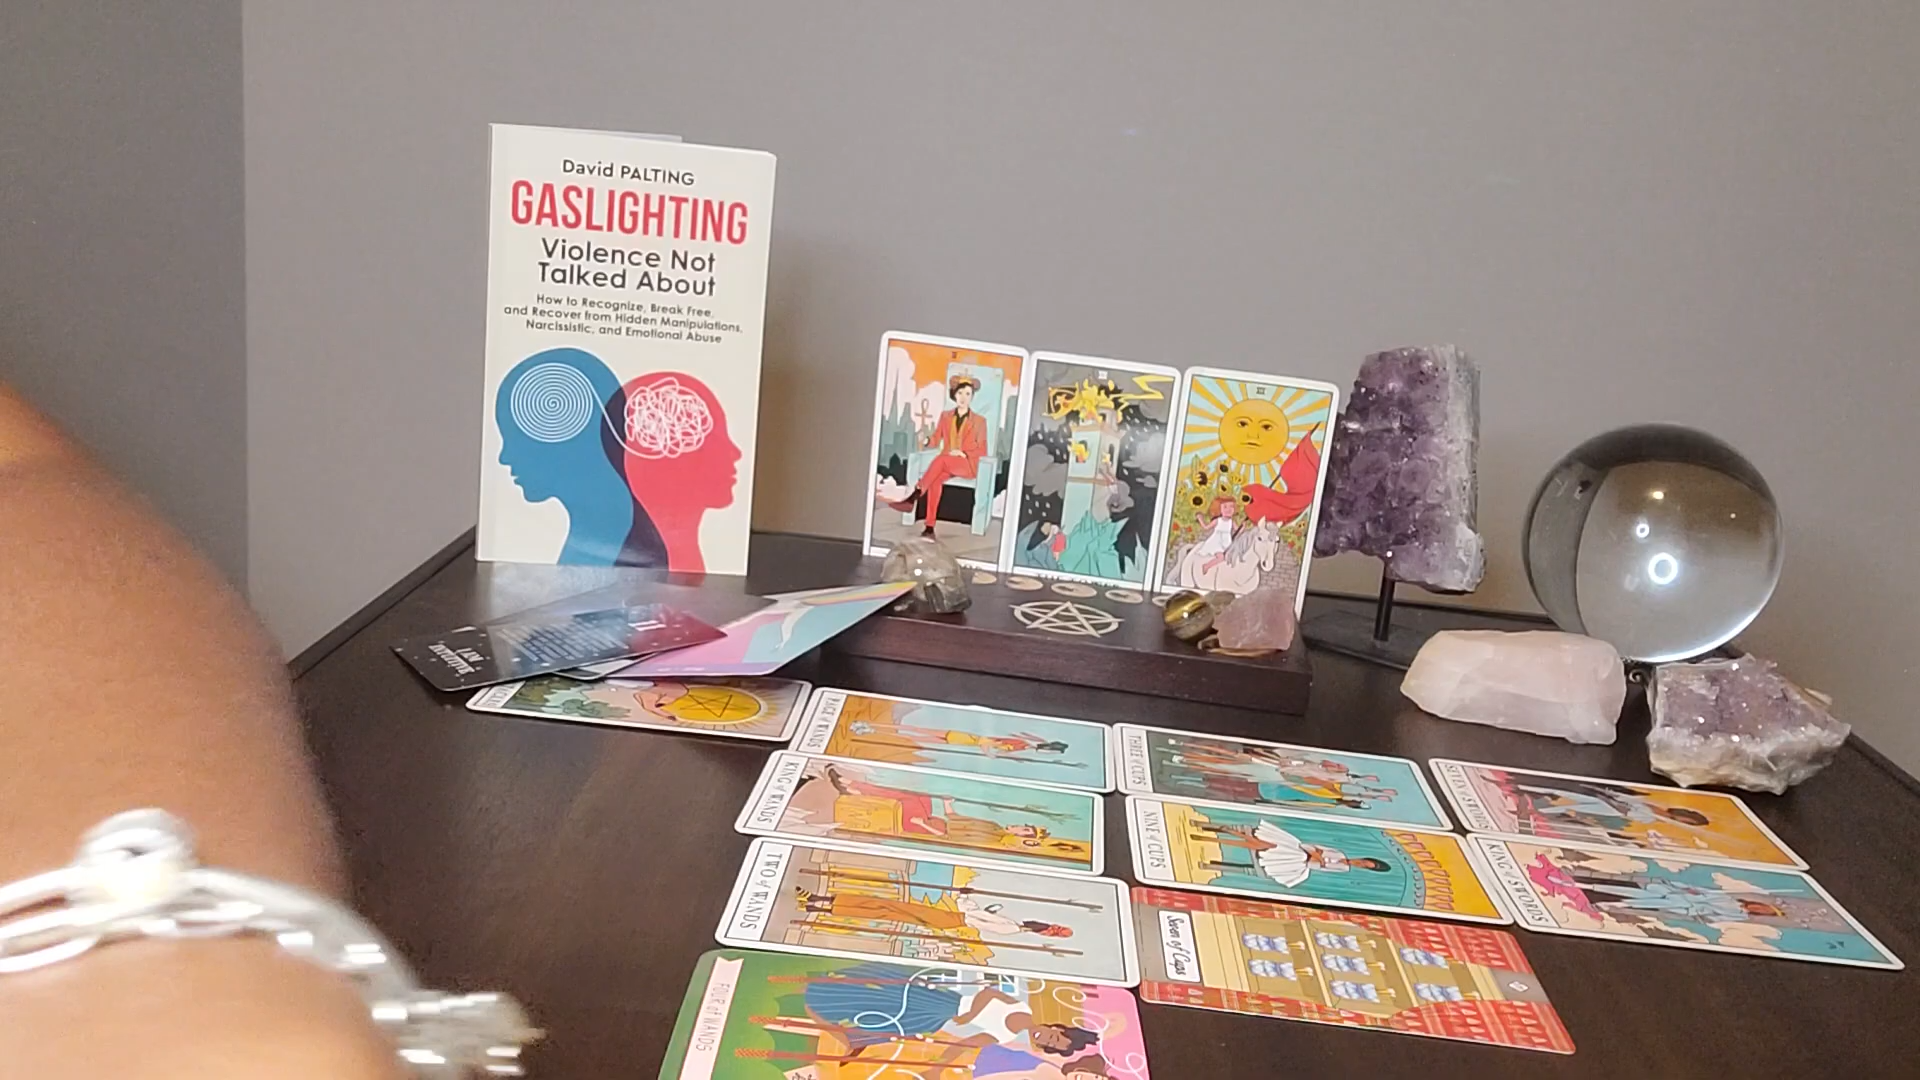 David PALTING
GASLIGHTING
Violence Not
Talked About
How to Recognize, Break Free,
and Recover from Hidden Manipulations,
Narcissistic, and Emotional Abuse
I AM
PAGE of WANDS
THREE of CUPS
SEVEN of SWORDS
KING of WANDS
NINE of CUPS
KING of SWORDS
TWO of WANDS
Seven of Cups
FOUR of WANDS